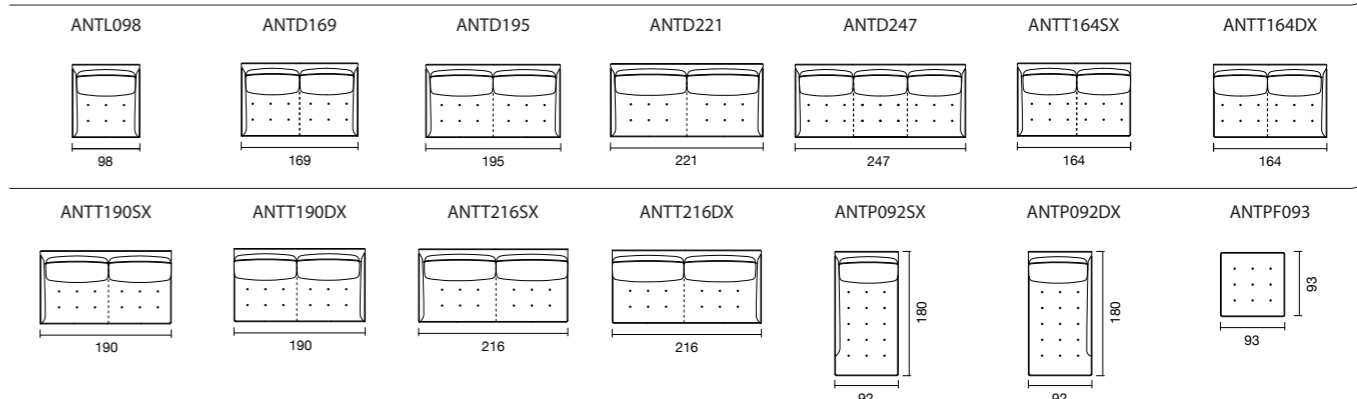 ANTL098 ANTD169 ANTD195 ANTD221 ANTD247 ANTT164SX ANTT164DX
98 169 195 221 247 164 164
ANTT190SX ANTT190DX ANTT216SX ANTT216DX ANTP092SX ANTP092DX ANTPF093
180 180 93
190 190 216 216 93
92 92